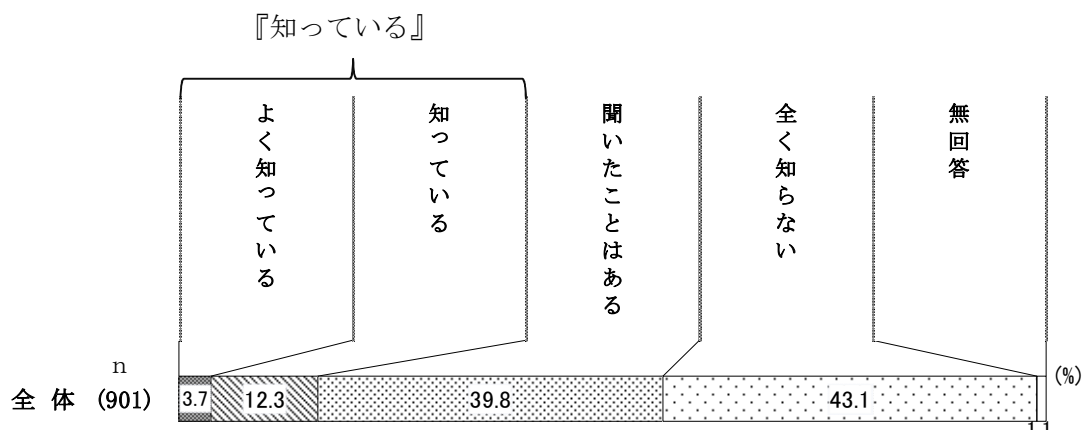 『知っている』
よく知っている
知っている
聞いたことはある
全く知らない
無回答
n
(%)
全体 (901)
3.7
12.3
39.8
43.1
1.1